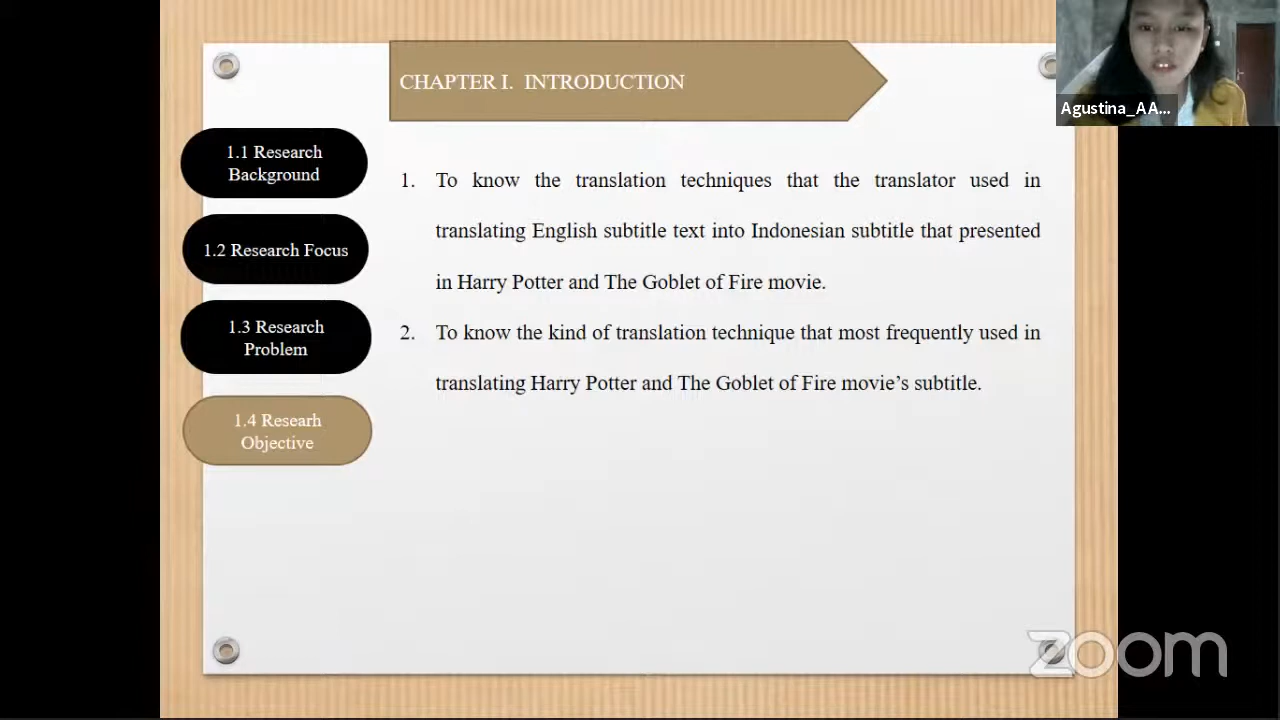 CHAPTER I. INTRODUCTION
Agustina_AA...
1.1 Research
Background
1.2 Research Focus
1.3 Research
Problem
1.4 Researh
Objective
1. To know the translation techniques that the translator used in
translating English subtitle text into Indonesian subtitle that presented
in Harry Potter and The Goblet of Fire movie.
2. To know the kind of translation technique that most frequently used in
translating Harry Potter and The Goblet of Fire movie’s subtitle.
zoom